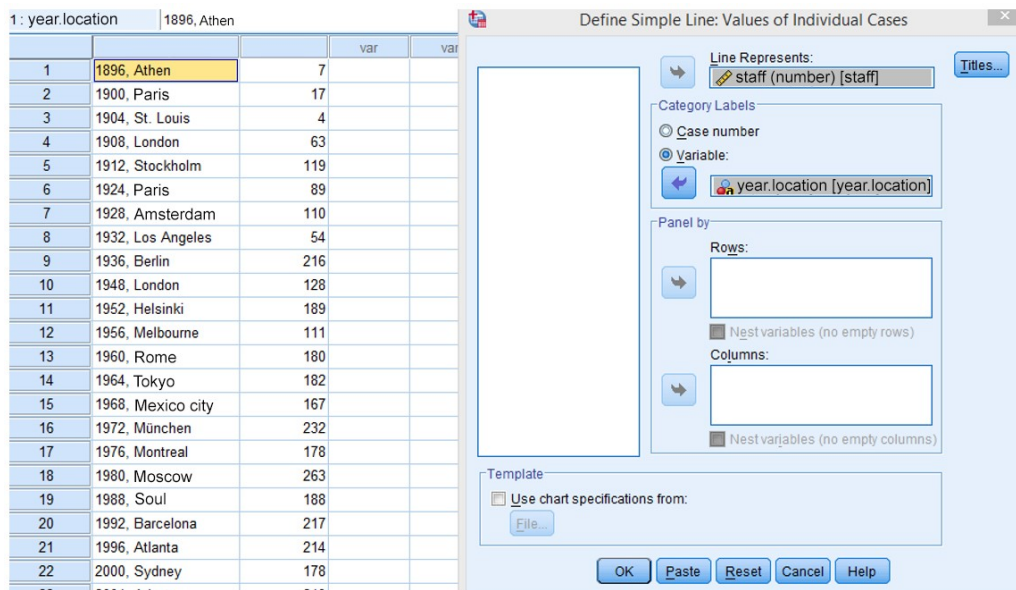 1 : year.location 1896, Athen
var var
1 1896, Athen 7
2 1900, Paris 17
3 1904, St. Louis 4
4 1908, London 63
5 1912, Stockholm 119
6 1924, Paris 89
7 1928, Amsterdam 110
8 1932, Los Angeles 54
9 1936, Berlin 216
10 1948, London 128
11 1952, Helsinki 189
12 1956, Melbourne 111
13 1960, Rome 180
14 1964, Tokyo 182
15 1968, Mexico city 167
16 1972, München 232
17 1976, Montreal 178
18 1980, Moscow 263
19 1988, Soul 188
20 1992, Barcelona 217
21 1996, Atlanta 214
22 2000, Sydney 178
Define Simple Line: Values of Individual Cases
Line Represents:
staff (number) [staff]
Titles...
Category Labels
Case number
Variable:
year.location [year.location]
Panel by
Rows:
Nest variables (no empty rows)
Columns:
Nest variables (no empty columns)
Template
Use chart specifications from:
File...
OK Paste Reset Cancel Help